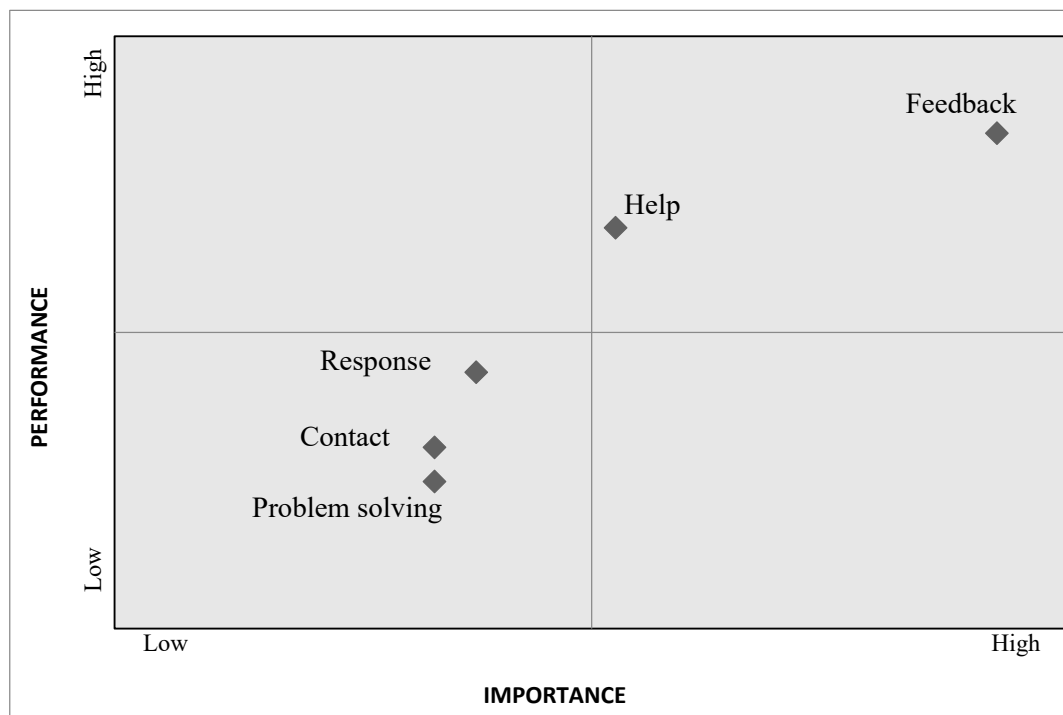 High
Feedback
Help
PERFORMANCE
Response
Contact
Problem solving
Low
Low
High
IMPORTANCE